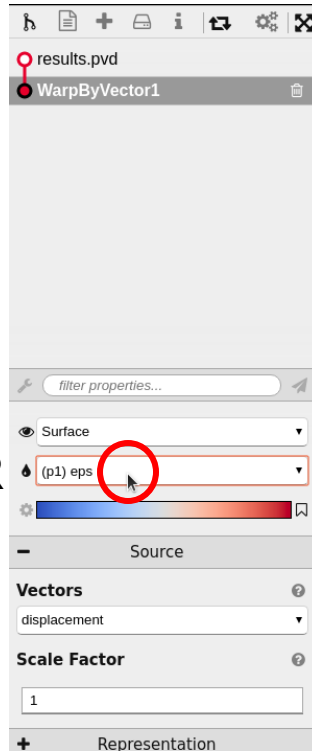 results.pvd
WarpByVector1
filter properties...
Surface
R
(p1) eps
Source
Vectors
displacement
Scale Factor
1
Representation